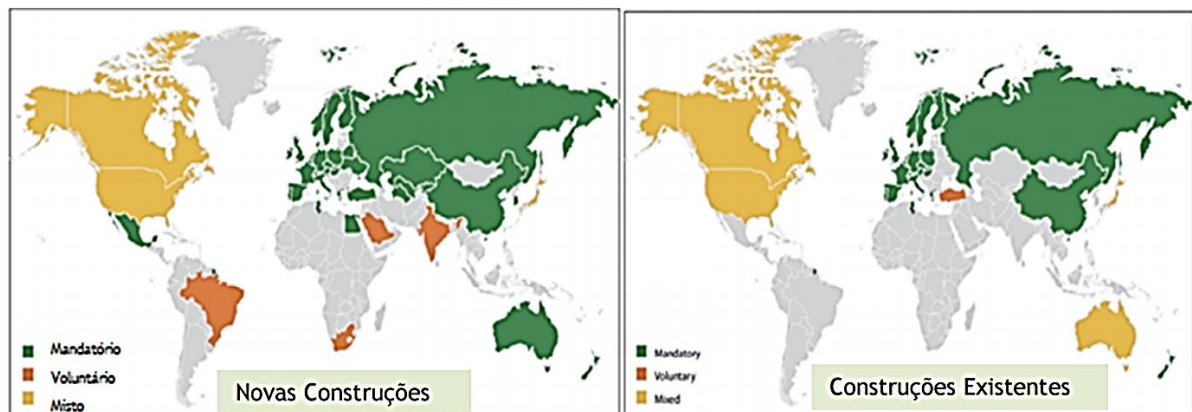 Mandatório
Voluntário
Misto
Novas Construções
Mandatory
Voluntary
Mixed
Construções Existentes